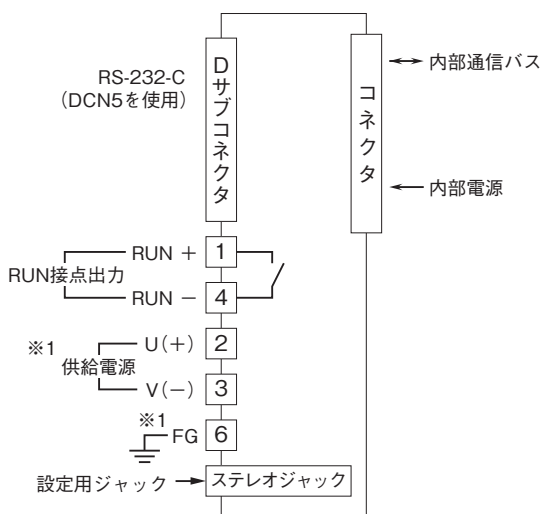 RS-232-C
（DCN5を使用）
Dサブコネクタ
コネクタ
内部通信バス
内部電源
RUN接点出力
RUN ＋
1
RUN −
4
※1
供給電源
U（＋）
2
V（−）
3
※1
FG
6
設定用ジャック
ステレオジャック